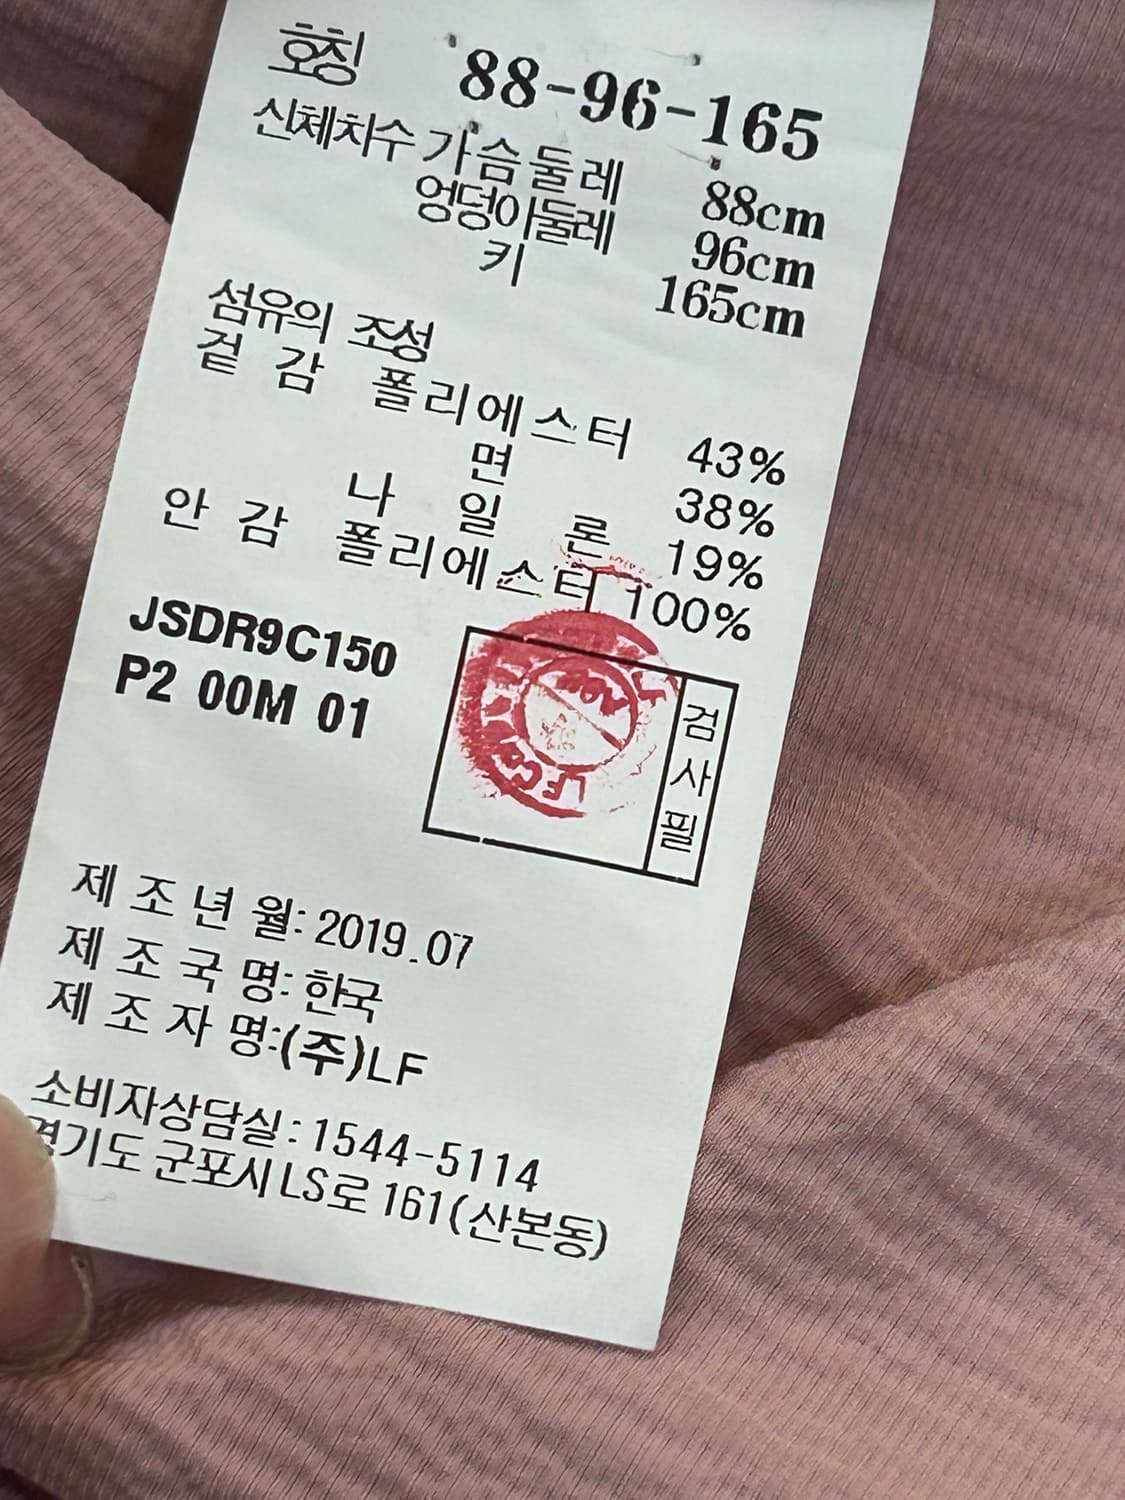 호칭 88-96-165
신체치수 가슴둘레 88cm
엉덩이둘레 96cm
키 165cm
섬유의 조성
겉감 폴리에스터 43%
면 38%
나일론 19%
안감 폴리에스터 100%
JSDR9C150
P2 00M 01
검사필
제조년월: 2019.07
제조국명: 한국
제조자명:(주)LF
소비자상담실: 1544-5114
경기도 군포시 LS로 161(산본동)